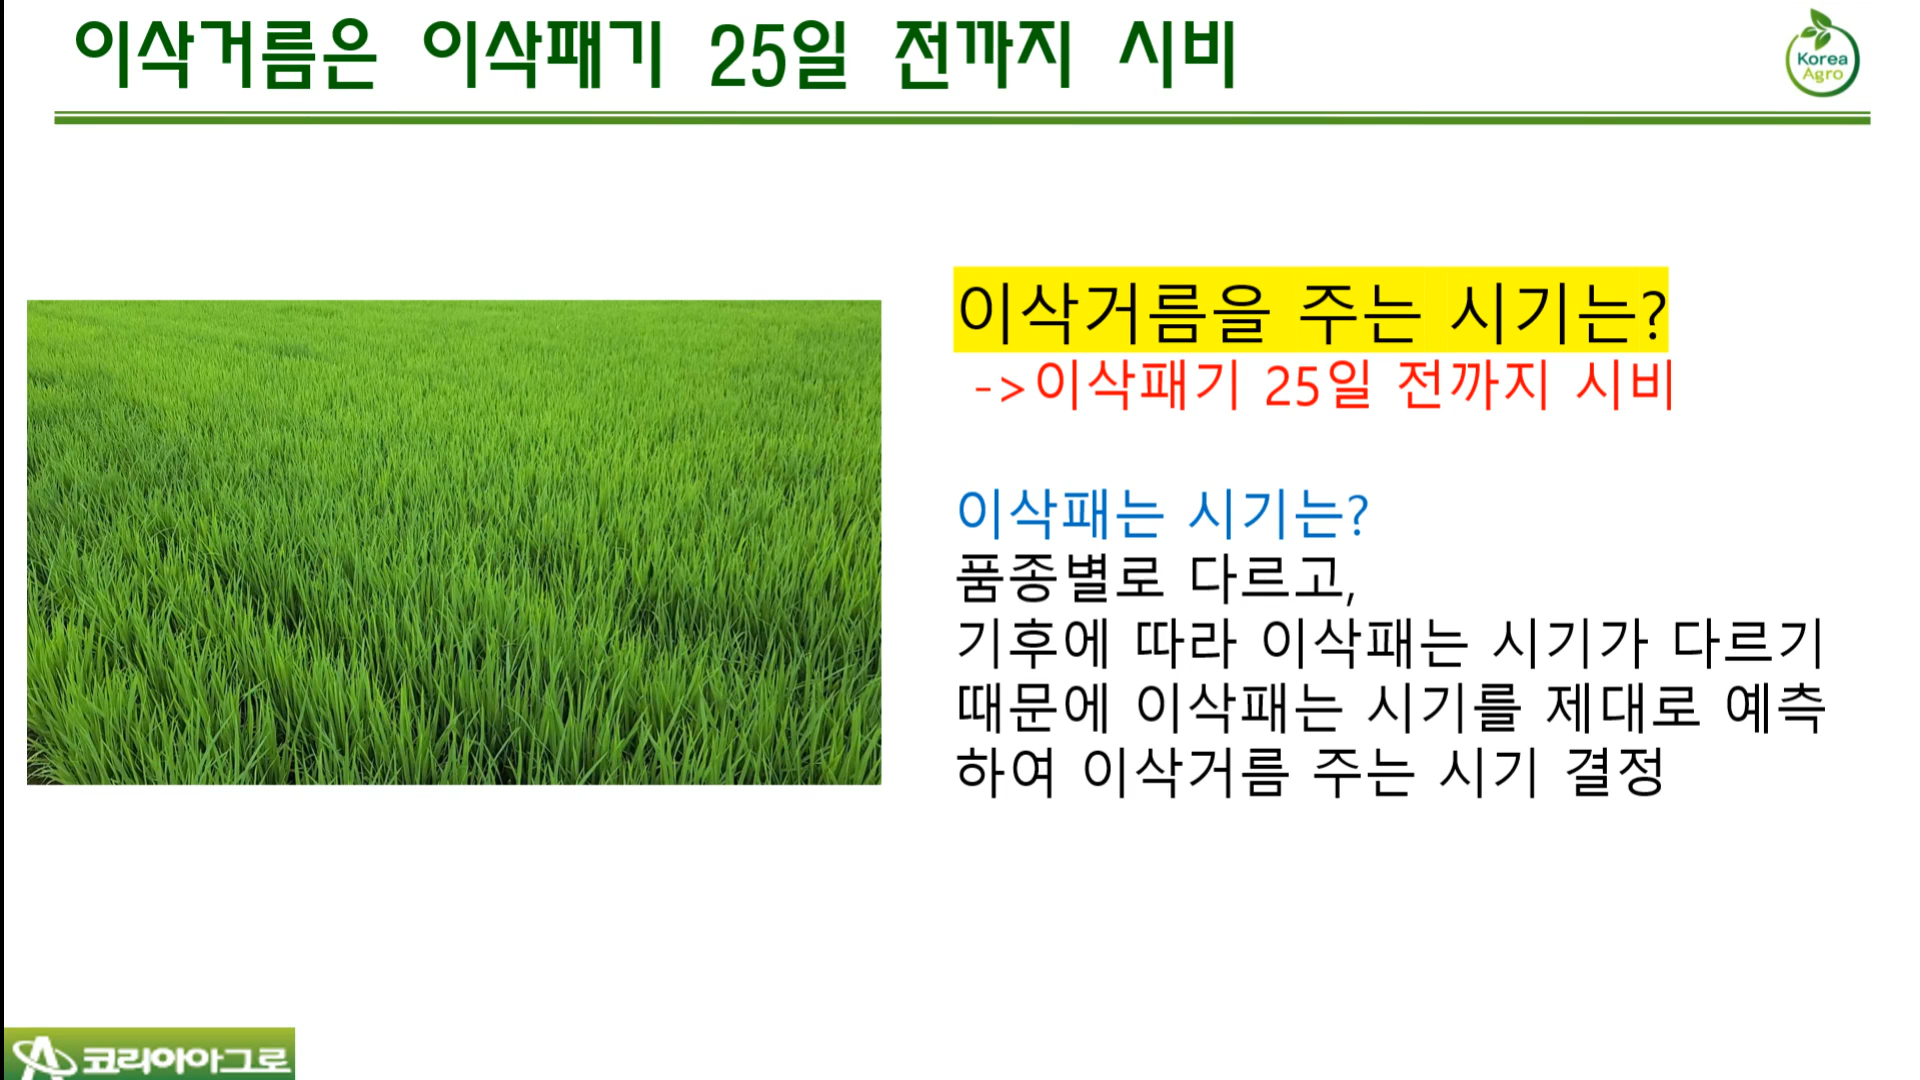 이삭거름은 이삭패기 25일 전까지 시비
Korea
Agro
이삭거름을 주는 시기는?
->이삭패기 25일 전까지 시비
이삭패는 시기는?
품종별로 다르고,
기후에 따라 이삭패는 시기가 다르기
때문에 이삭패는 시기를 제대로 예측
하여 이삭거름 주는 시기 결정
코리아아그로